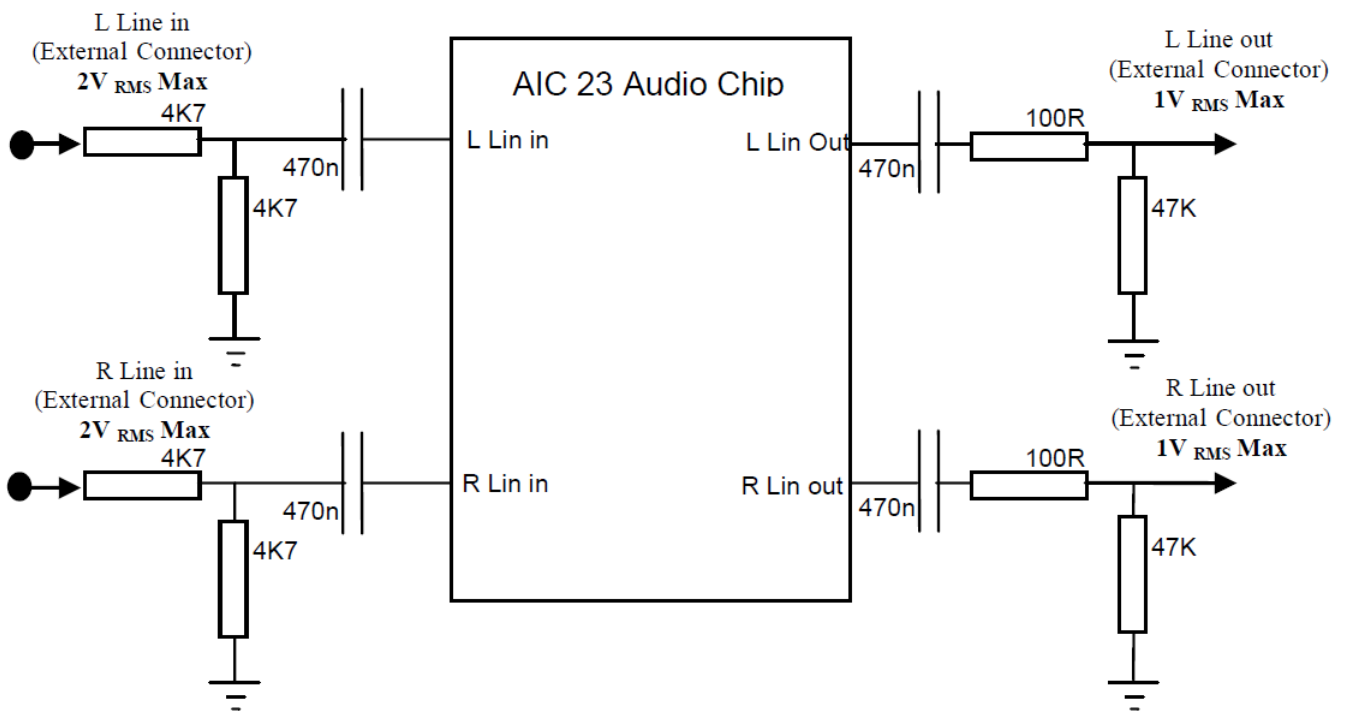 L Line in
(External Connector)
2V RMS Max
4K7
470n
4K7
AIC 23 Audio Chip
L Lin in
L Lin Out
L Line out
(External Connector)
1V RMS Max
100R
470n
47K
R Line in
(External Connector)
2V RMS Max
4K7
470n
4K7
R Lin in
R Lin out
R Line out
(External Connector)
1V RMS Max
100R
470n
47K